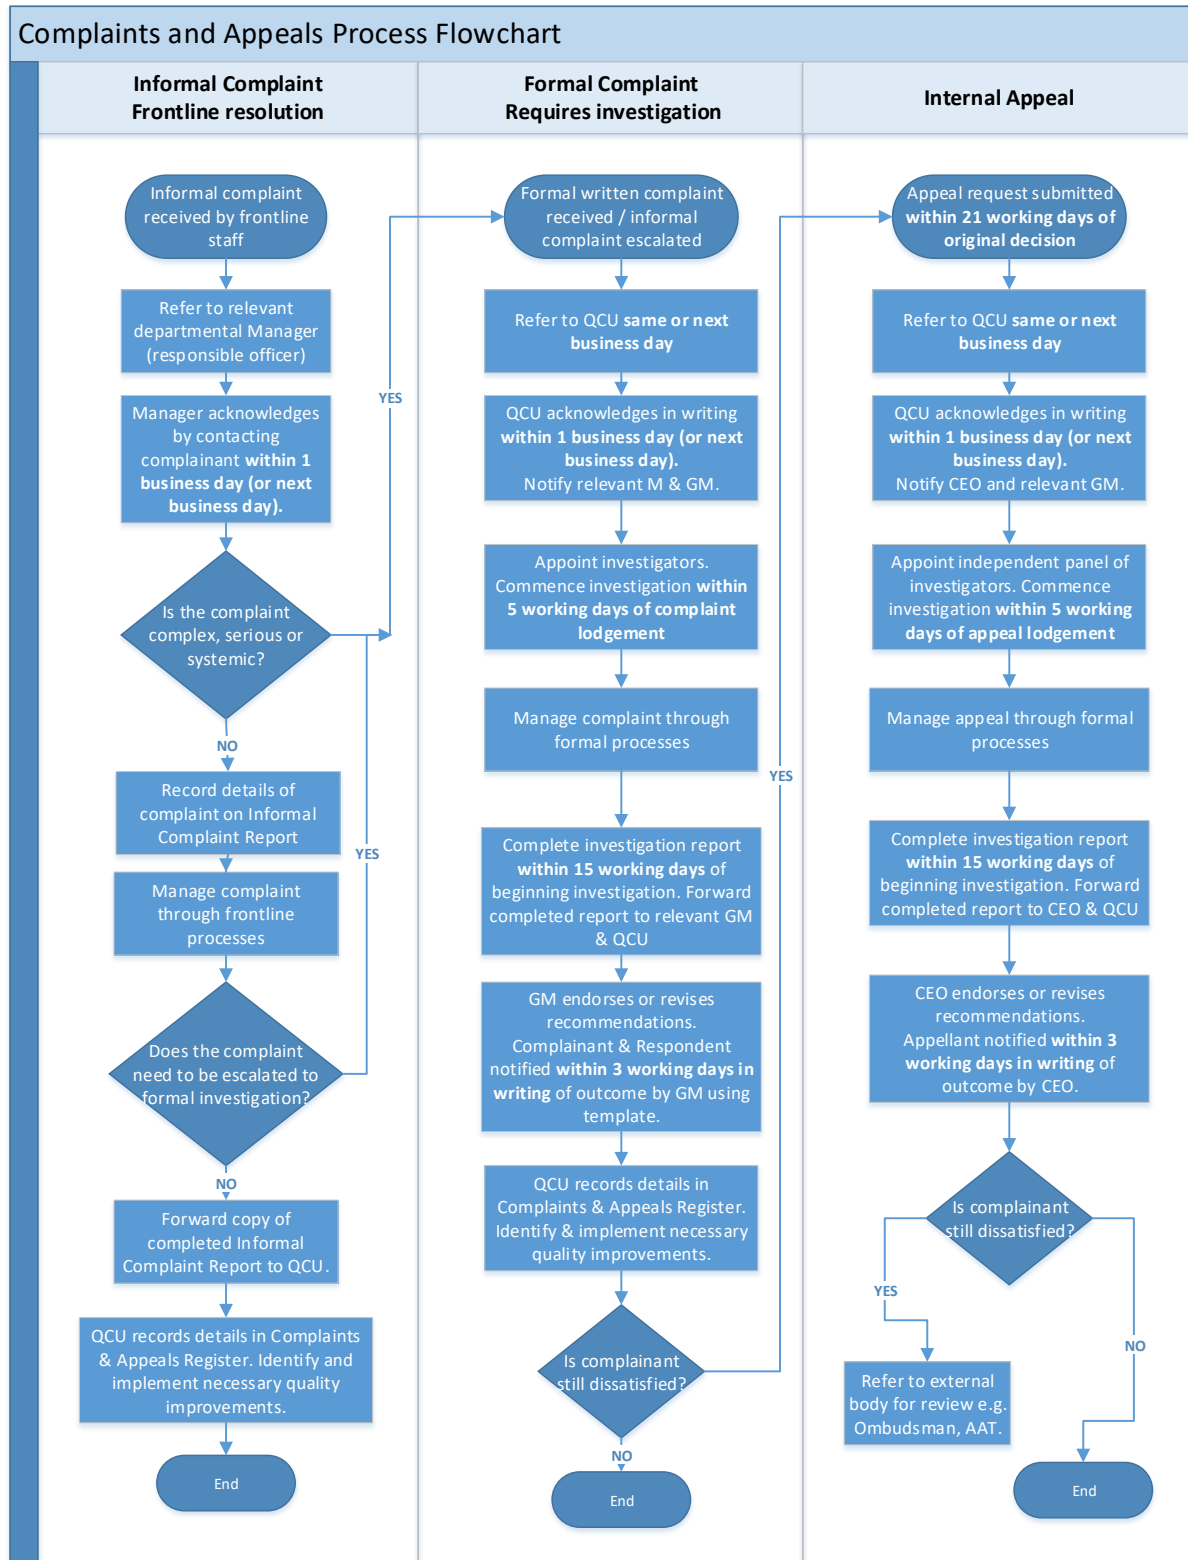 Complaints and Appeals Process Flowchart
Informal Complaint
Frontline resolution
Informal complaint
received by frontline
staff
Refer to relevant
departmental Manager
(responsible officer)
Manager acknowledges
by contacting
complainant within 1
business day (or next
business day).
Is the complaint
complex, serious or
systemic?
YES
NO
Record details of
complaint on Informal
Complaint Report
Manage complaint
through frontline
processes
Does the complaint
need to be escalated to
formal investigation?
YES
NO
Forward copy of
completed Informal
Complaint Report to QCU.
QCU records details in Complaints
& Appeals Register. Identify and
implement necessary quality
improvements.
End
Formal Complaint
Requires investigation
Formal written complaint
received / informal
complaint escalated
Refer to QCU same or next
business day
QCU acknowledges in writing
within 1 business day (or next
business day).
Notify relevant M & GM.
Appoint investigators.
Commence investigation within
5 working days of complaint
lodgement
Manage complaint through
formal processes
Complete investigation report
within 15 working days of
beginning investigation. Forward
completed report to relevant GM
& QCU
GM endorses or revises
recommendations.
Complainant & Respondent
notified within 3 working days in
writing of outcome by GM using
template.
QCU records details in
Complaints & Appeals Register.
Identify & implement necessary
quality improvements.
Is complainant
still dissatisfied?
YES
NO
End
Internal Appeal
Appeal request submitted
within 21 working days of
original decision
Refer to QCU same or next
business day
QCU acknowledges in writing
within 1 business day (or next
business day).
Notify CEO and relevant GM.
Appoint independent panel of
investigators. Commence
investigation within 5 working
days of appeal lodgement
Manage appeal through formal
processes
Complete investigation report
within 15 working days of
beginning investigation. Forward
completed report to CEO & QCU
CEO endorses or revises
recommendations.
Appellant notified within 3
working days in writing of
outcome by CEO.
Is complainant
still dissatisfied?
YES
NO
Refer to external
body for review e.g.
Ombudsman, AAT.
End